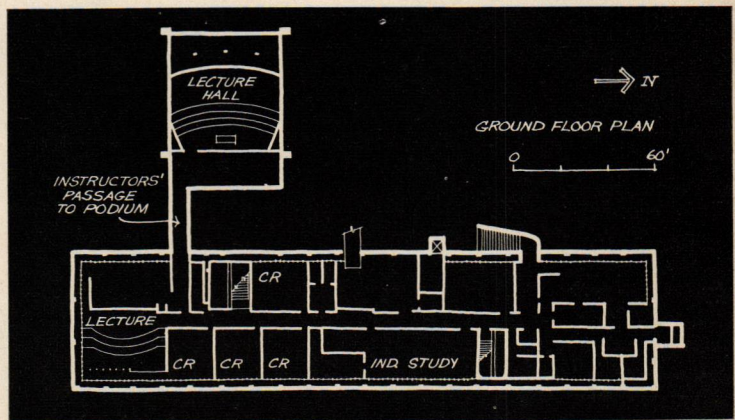 LECTURE
HALL
N
GROUND FLOOR PLAN
0 60'
INSTRUCTORS'
PASSAGE
TO PODIUM
CR
LECTURE
CR CR CR IND. STUDY